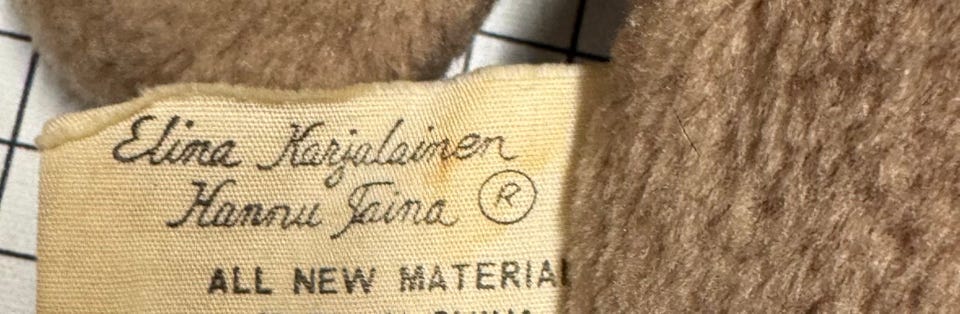 Elina Karjalainen
Hannu Taina ®
ALL NEW MATERIAL